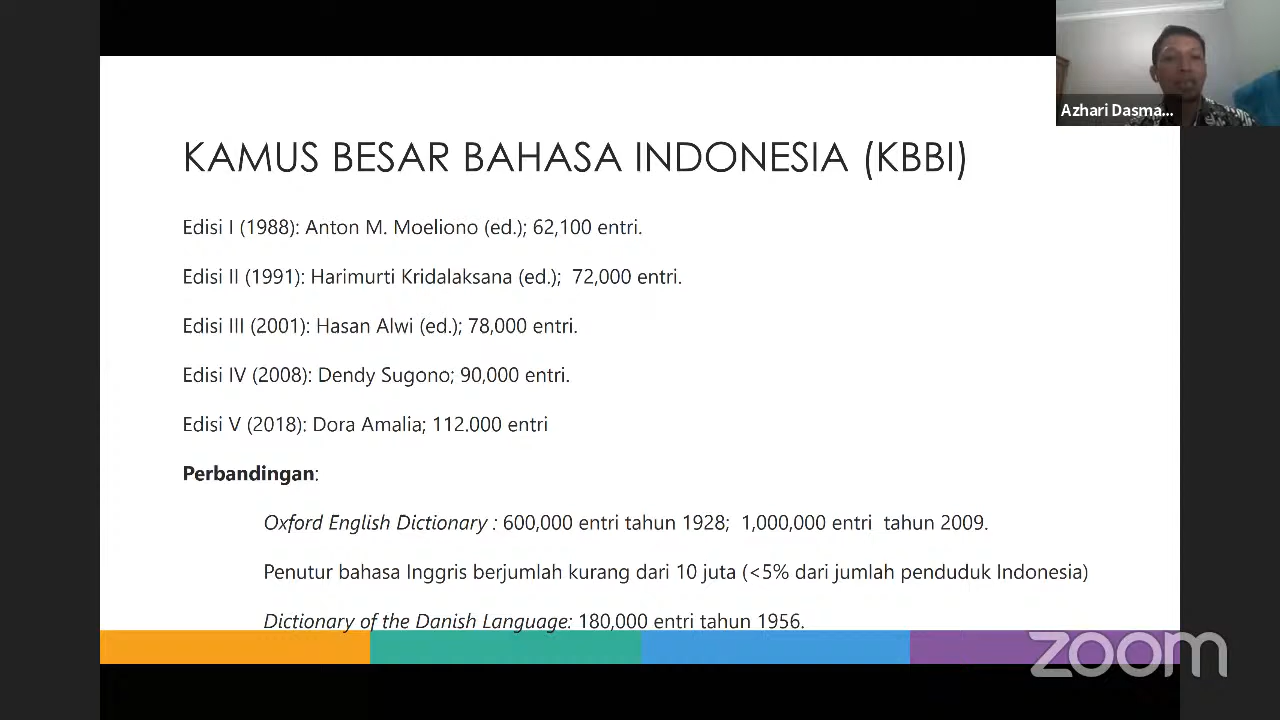 Azhari Dasma...
KAMUS BESAR BAHASA INDONESIA (KBBI)
Edisi I (1988): Anton M. Moeliono (ed.); 62,100 entri.
Edisi II (1991): Harimurti Kridalaksana (ed.);  72,000 entri.
Edisi III (2001): Hasan Alwi (ed.); 78,000 entri.
Edisi IV (2008): Dendy Sugono; 90,000 entri.
Edisi V (2018): Dora Amalia; 112.000 entri
Perbandingan:
Oxford English Dictionary : 600,000 entri tahun 1928;  1,000,000 entri  tahun 2009.
Penutur bahasa Inggris berjumlah kurang dari 10 juta (<5% dari jumlah penduduk Indonesia)
Dictionary of the Danish Language: 180,000 entri tahun 1956.
zoom